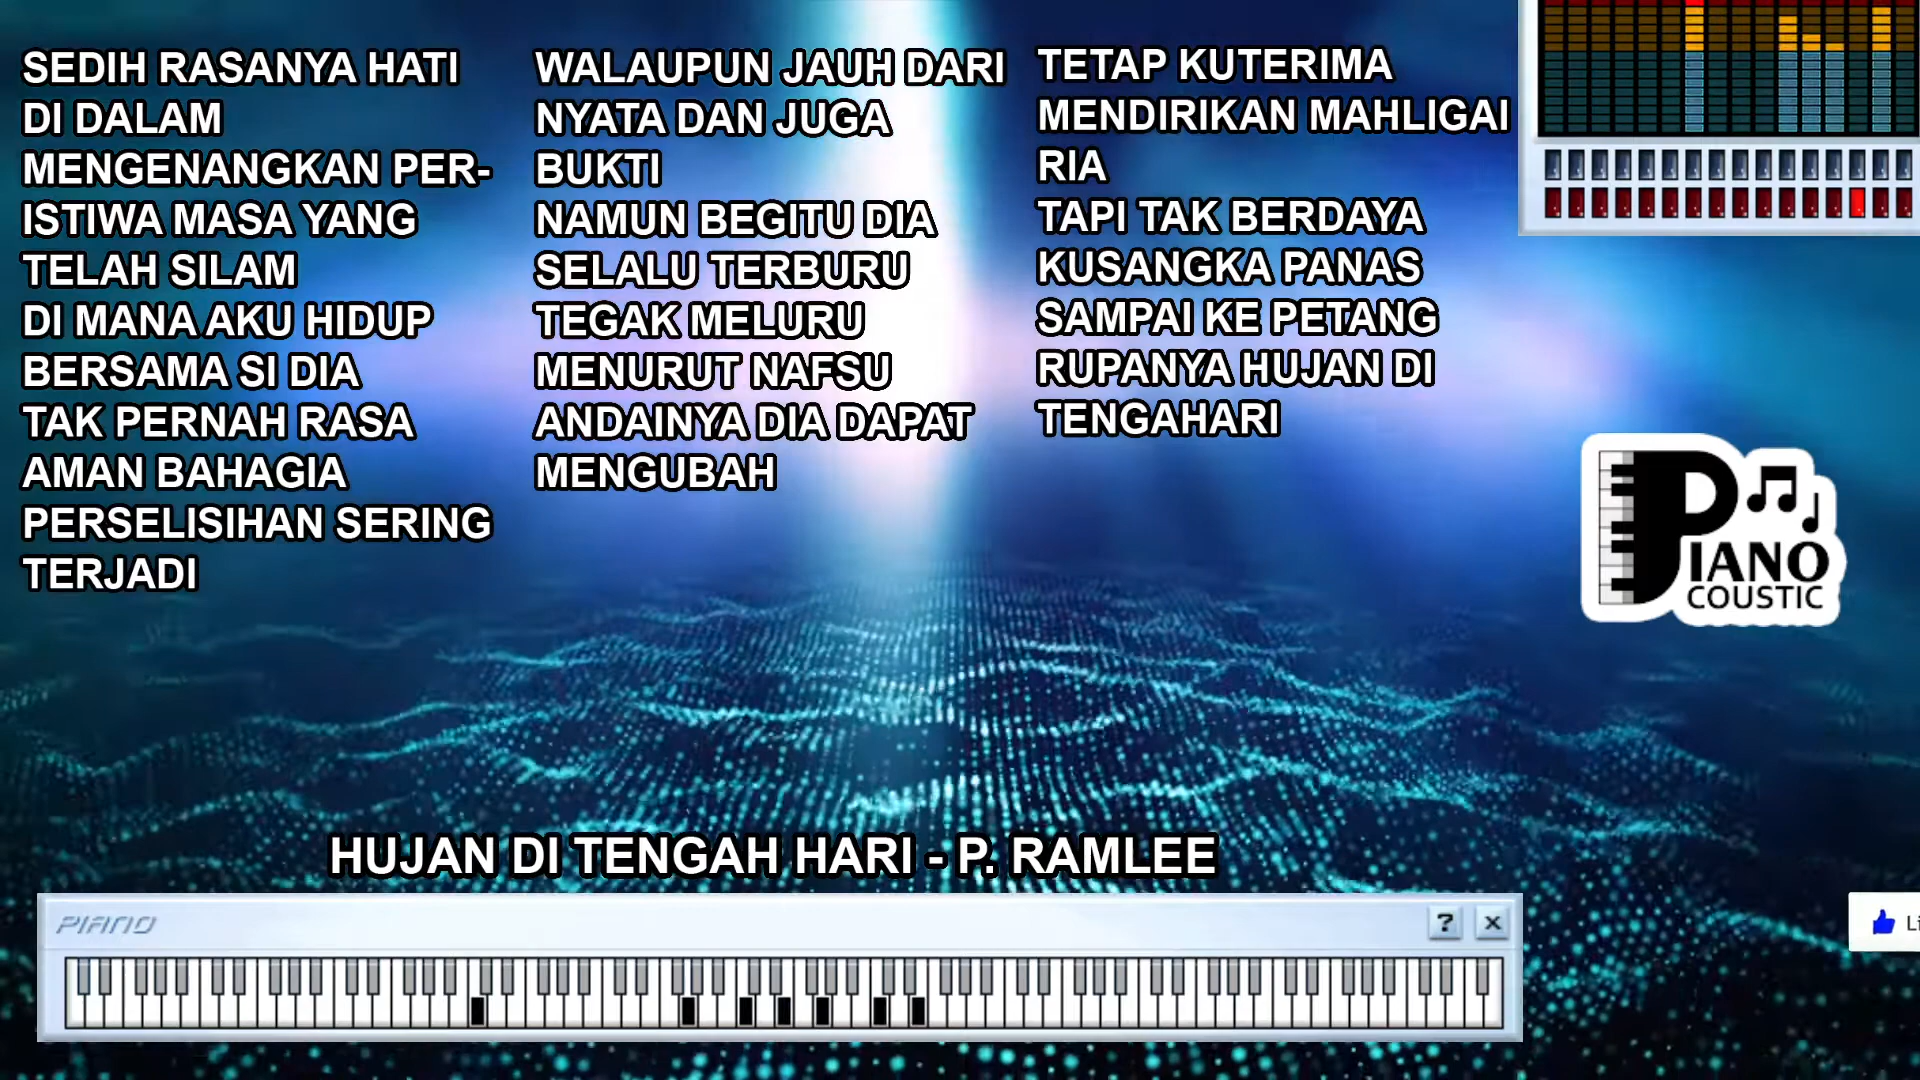 SEDIH RASANYA HATI
DI DALAM
MENGENANGKAN PER-
ISTIWA MASA YANG
TELAH SILAM
DI MANA AKU HIDUP
BERSAMA SI DIA
TAK PERNAH RASA
AMAN BAHAGIA
PERSELISIHAN SERING
TERJADI
WALAUPUN JAUH DARI
NYATA DAN JUGA
BUKTI
NAMUN BEGITU DIA
SELALU TERBURU
TEGAK MELURU
MENURUT NAFSU
ANDAINYA DIA DAPAT
MENGUBAH
TETAP KUTERIMA
MENDIRIKAN MAHLIGAI
RIA
TAPI TAK BERDAYA
KUSANGKA PANAS
SAMPAI KE PETANG
RUPANYA HUJAN DI
TENGAHARI
PIANO
COUSTIC
HUJAN DI TENGAH HARI - P. RAMLEE
PIANO
? X
Li